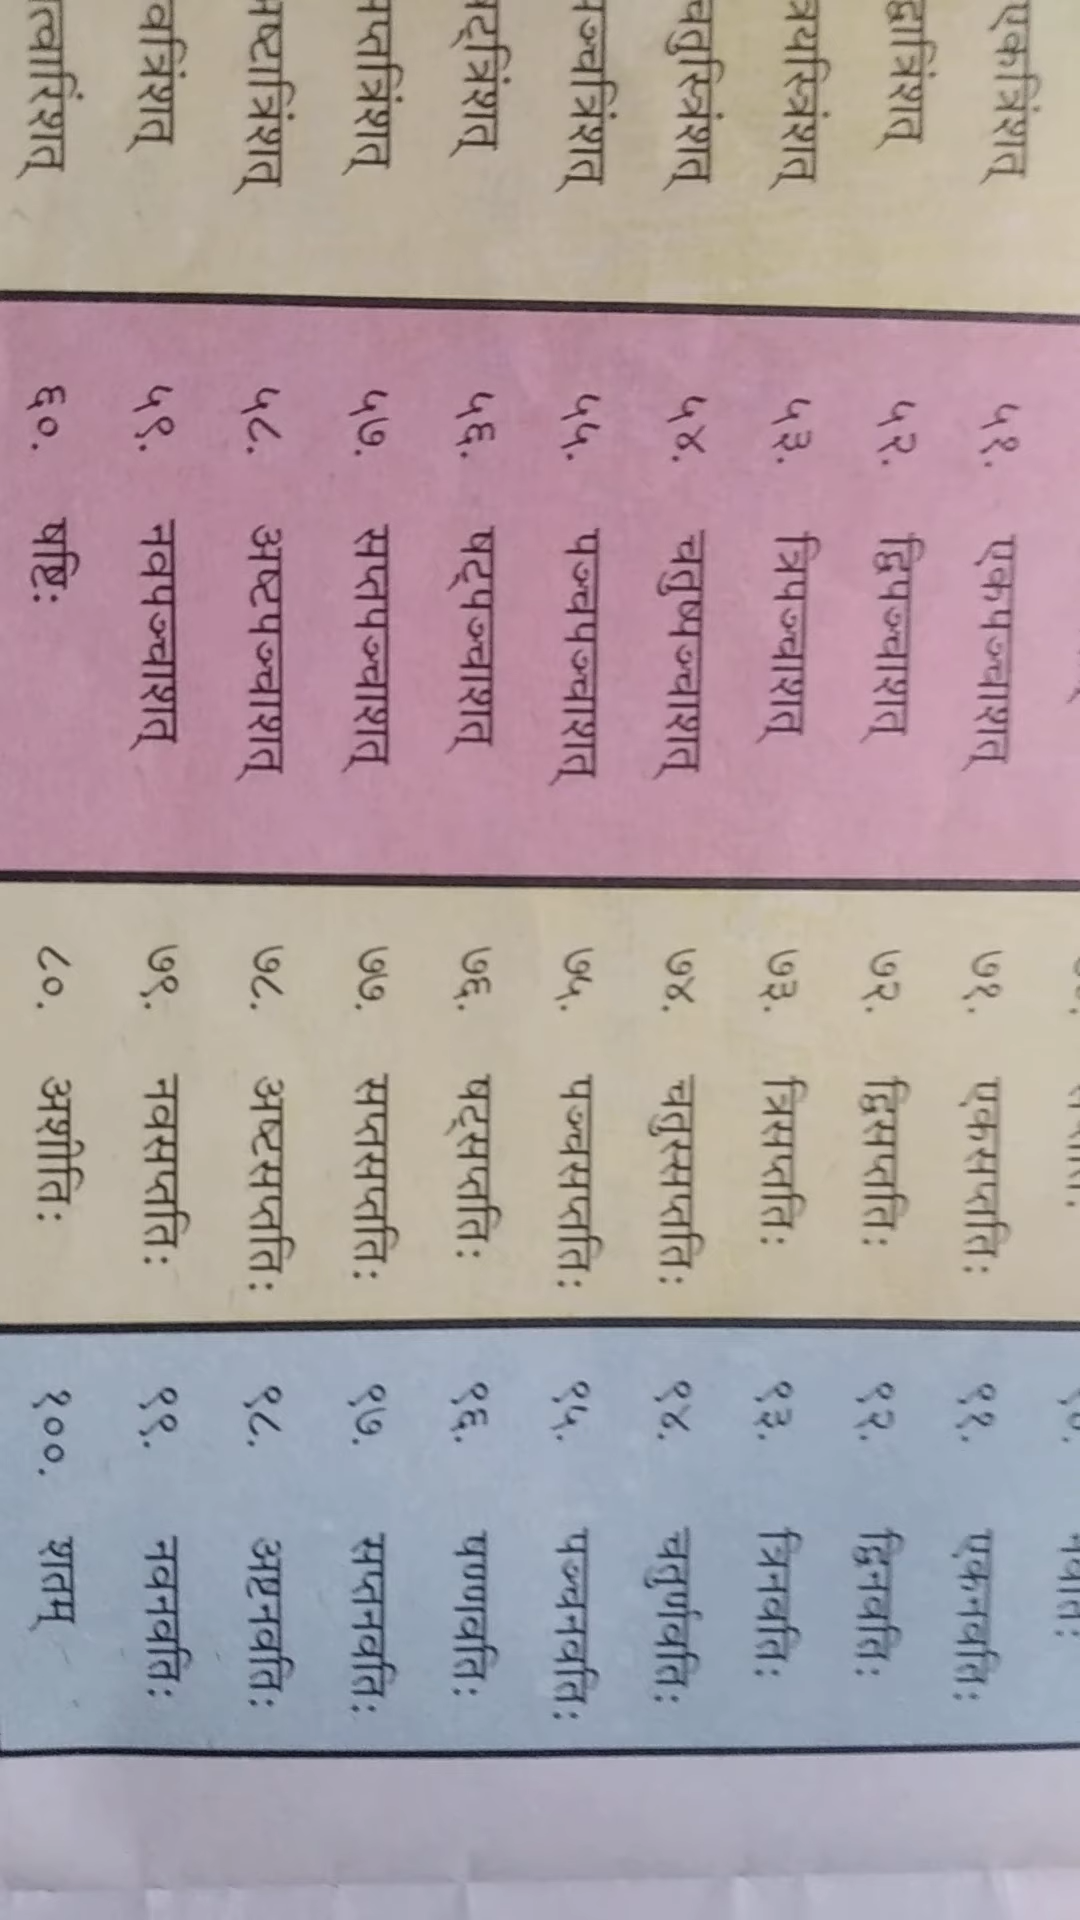 एकत्रिंशत् ५१. एकपञ्चाशत् ७१. एकसप्ततिः ९१. एकनवतिः
द्वात्रिंशत् ५२. द्विपञ्चाशत् ७२. द्विसप्ततिः ९२. द्विनवतिः
त्रयस्त्रिंशत् ५३. त्रिपञ्चाशत् ७३. त्रिसप्ततिः ९३. त्रिनवतिः
चतुस्त्रिंशत् ५४. चतुष्पञ्चाशत् ७४. चतुस्सप्ततिः ९४. चतुर्णवतिः
पञ्चत्रिंशत् ५५. पञ्चपञ्चाशत् ७५. पञ्चसप्ततिः ९५. पञ्चनवतिः
षट्त्रिंशत् ५६. षट्पञ्चाशत् ७६. षट्सप्ततिः ९६. षण्णवतिः
सप्तत्रिंशत् ५७. सप्तपञ्चाशत् ७७. सप्तसप्ततिः ९७. सप्तनवतिः
अष्टात्रिंशत् ५८. अष्टपञ्चाशत् ७८. अष्टसप्ततिः ९८. अष्टनवतिः
वत्रिंशत् ५९. नवपञ्चाशत् ७९. नवसप्ततिः ९९. नवनवतिः
त्वारिंशत् ६०. षष्टिः ८०. अशीतिः १००. शतम्